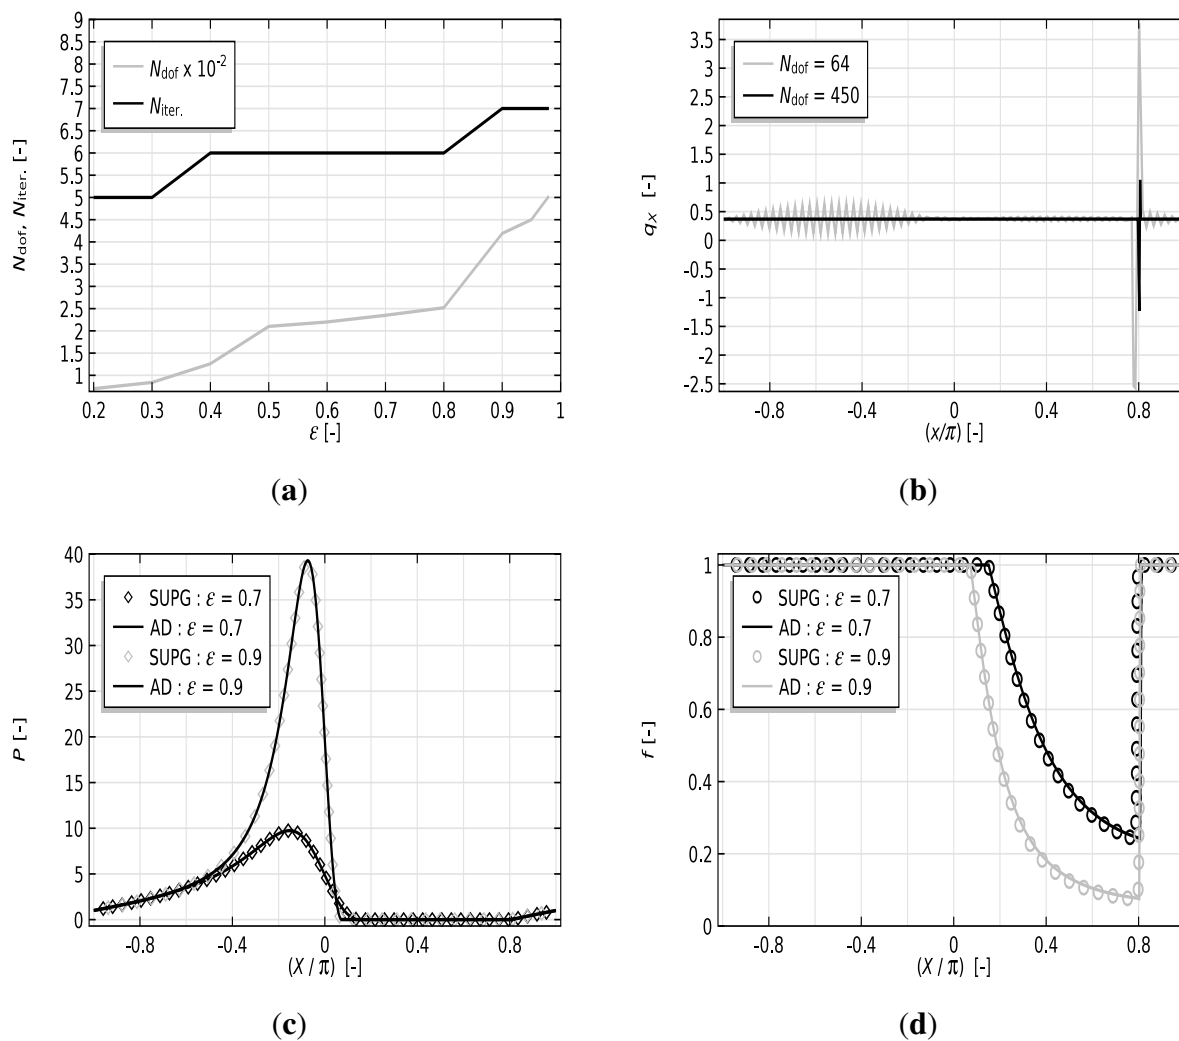 9
8.5
8
7.5
7
6.5
6
5.5
5
4.5
4
3.5
3
2.5
2
1.5
1
N_dof, N_iter. [-]
N_dof x 10^-2
N_iter.
0.2 0.3 0.4 0.5 0.6 0.7 0.8 0.9 1
ε [-]
(a)
3.5
3
2.5
2
1.5
1
0.5
0
-0.5
-1
-1.5
-2
-2.5
q_x [-]
N_dof = 64
N_dof = 450
-0.8 -0.4 0 0.4 0.8
(x/π) [-]
(b)
40
35
30
25
20
15
10
5
0
P [-]
SUPG : ε = 0.7
AD : ε = 0.7
SUPG : ε = 0.9
AD : ε = 0.9
-0.8 -0.4 0 0.4 0.8
(X / π) [-]
(c)
1
0.8
0.6
0.4
0.2
0
f [-]
SUPG : ε = 0.7
AD : ε = 0.7
SUPG : ε = 0.9
AD : ε = 0.9
-0.8 -0.4 0 0.4 0.8
(X / π) [-]
(d)